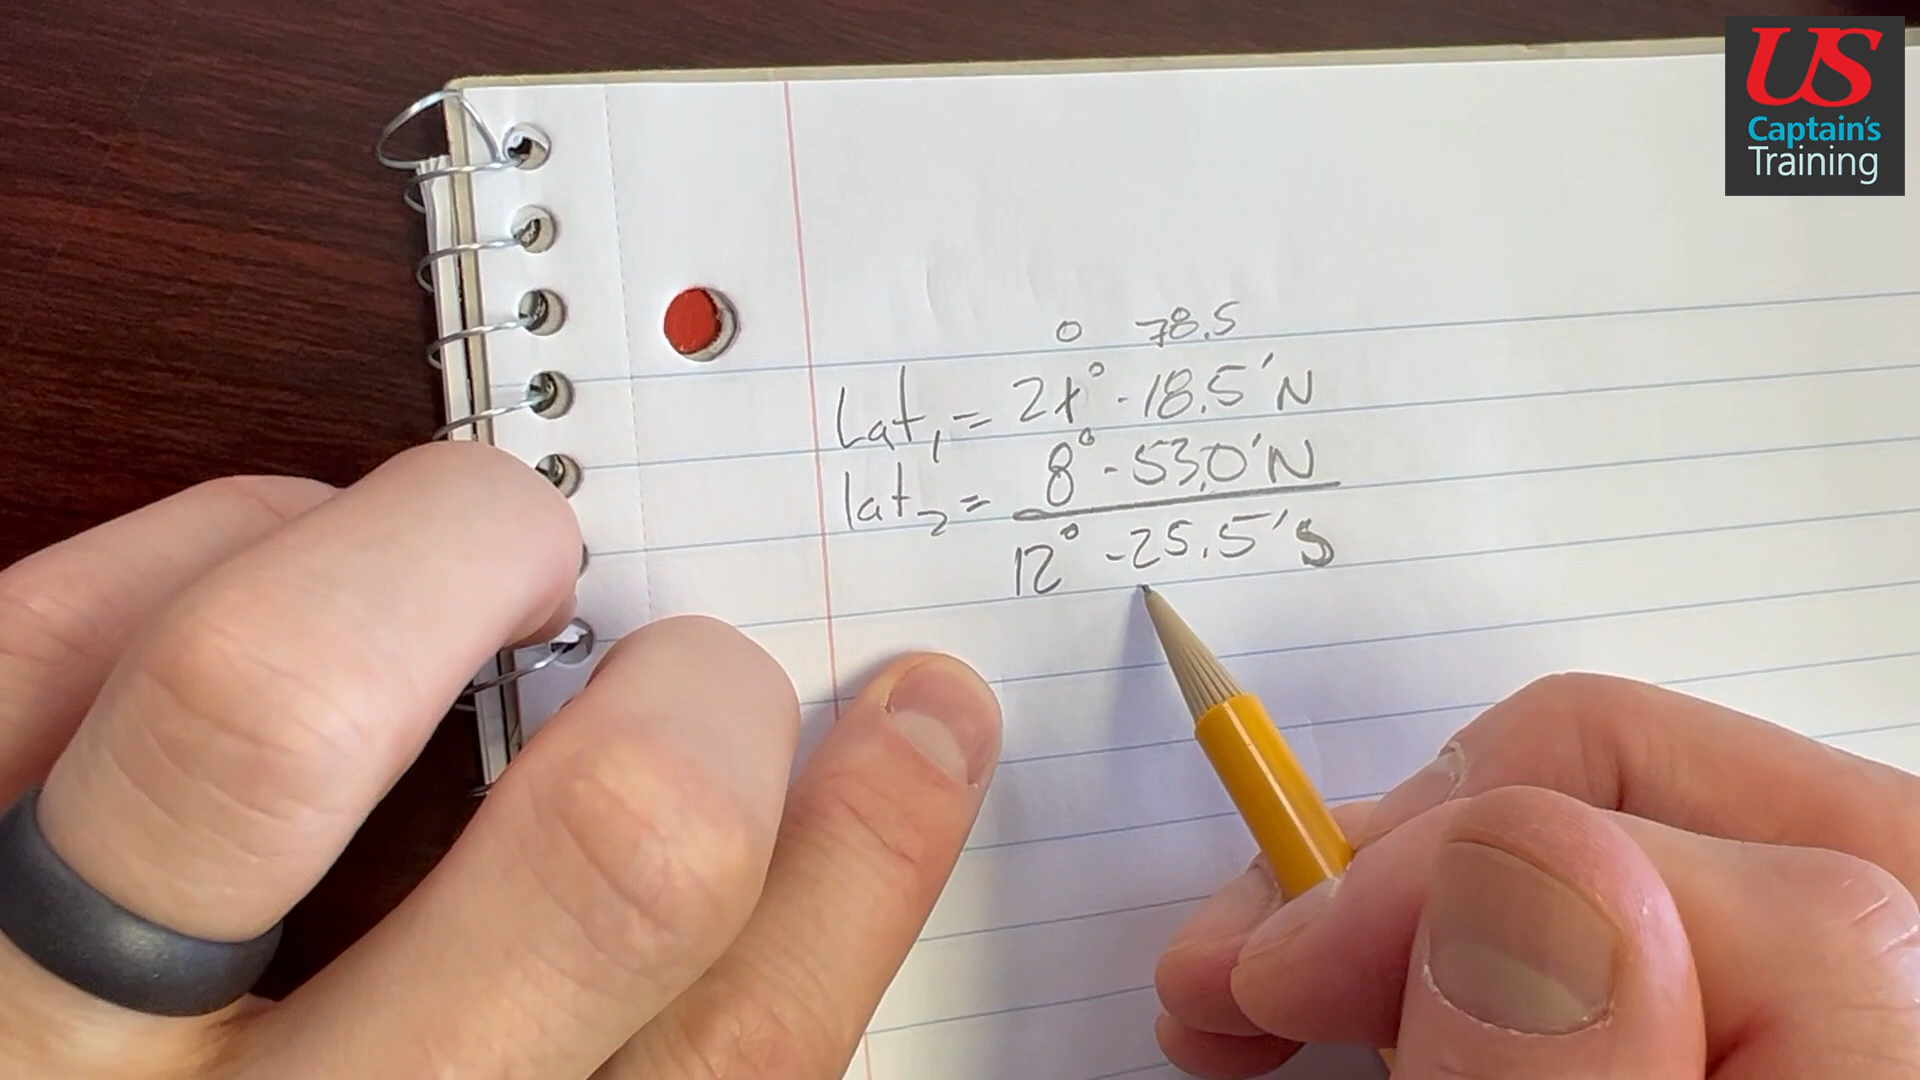 US
Captain's
Training
0 78.5
Lat₁ = 21° - 18.5' N
lat₂ = 8° - 53.0' N
12° - 25.5' S